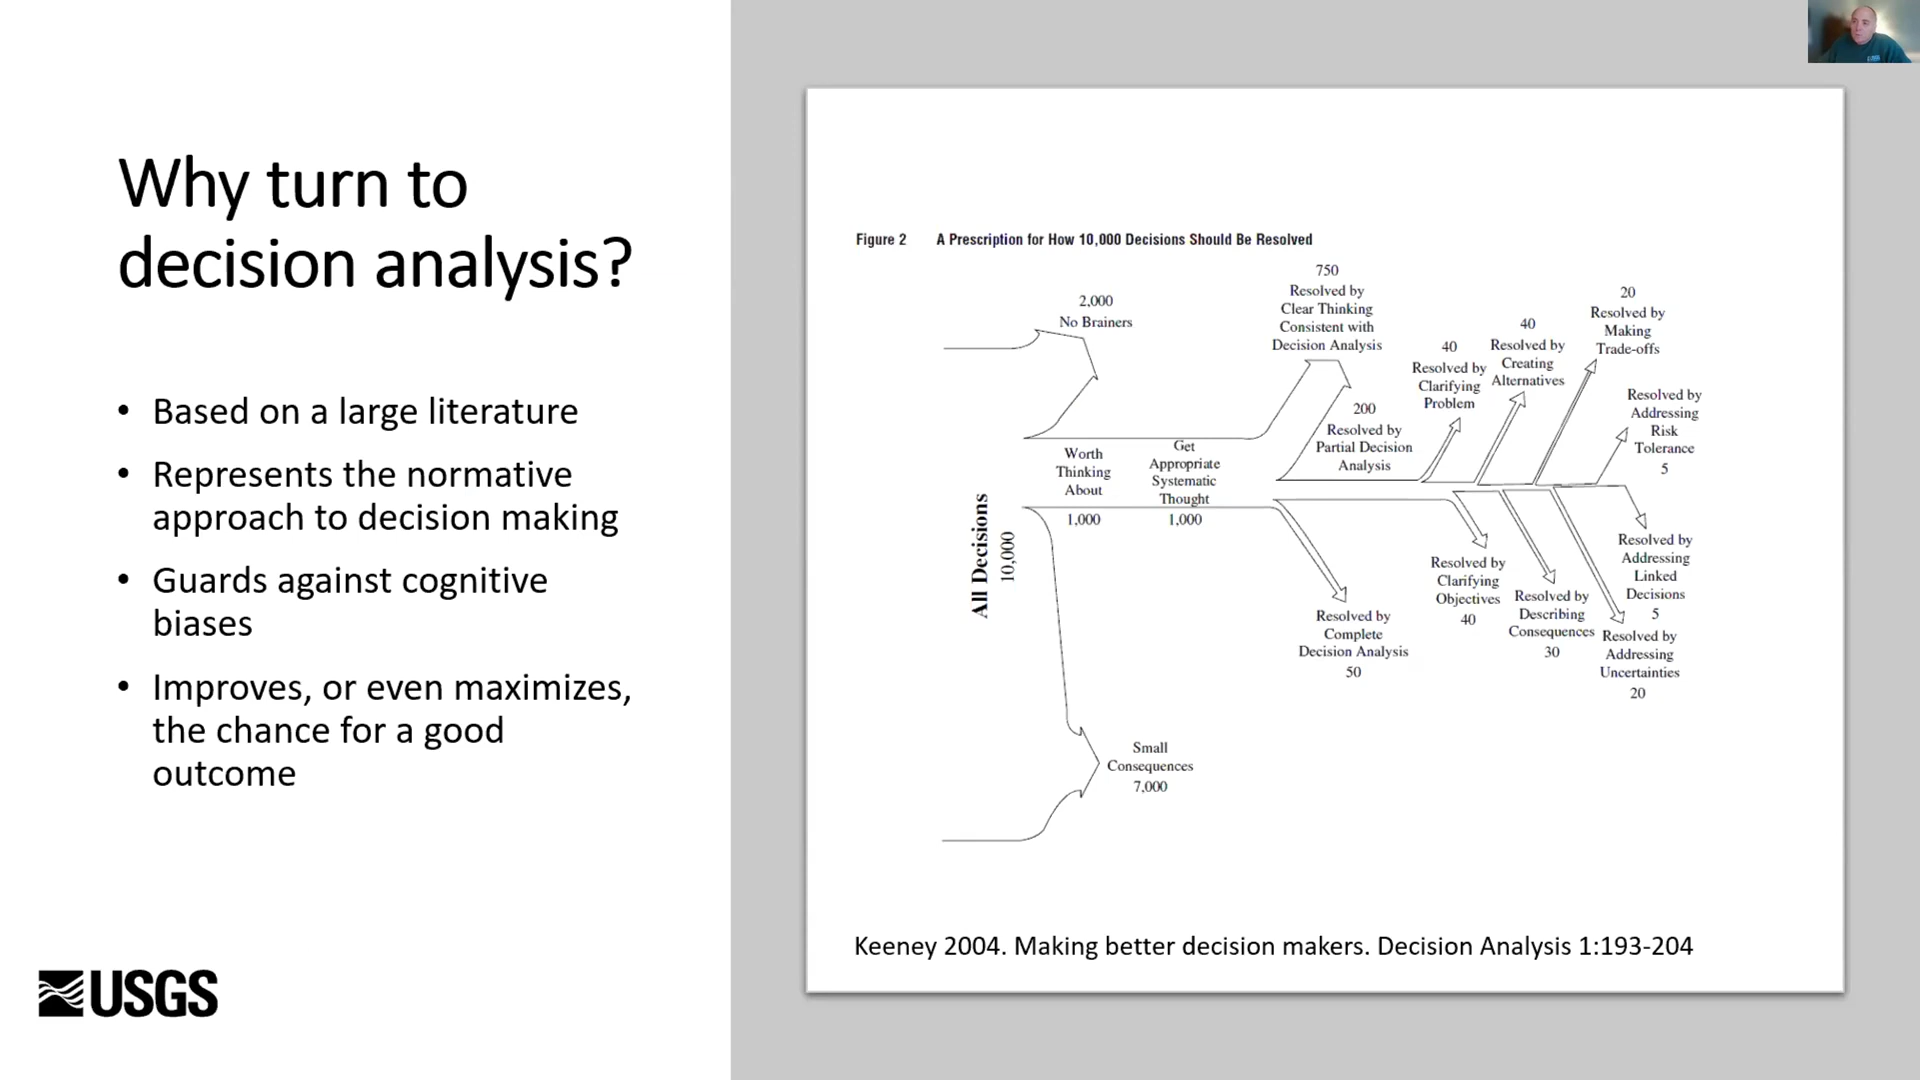 Why turn to
decision analysis?
• Based on a large literature
• Represents the normative
approach to decision making
• Guards against cognitive
biases
• Improves, or even maximizes,
the chance for a good
outcome
USGS
Figure 2 A Prescription for How 10,000 Decisions Should Be Resolved
2,000
No Brainers
750
Resolved by
Clear Thinking
Consistent with
Decision Analysis
200
Resolved by
Partial Decision
Analysis
40
Resolved by
Clarifying
Problem
40
Resolved by
Creating
Alternatives
20
Resolved by
Making
Trade-offs
Resolved by
Addressing
Risk
Tolerance
5
All Decisions
10,000
Worth
Thinking
About
1,000
Get
Appropriate
Systematic
Thought
1,000
Resolved by
Complete
Decision Analysis
50
Resolved by
Clarifying
Objectives
40
Resolved by
Describing
Consequences
30
Resolved by
Addressing
Linked
Decisions
5
Resolved by
Addressing
Uncertainties
20
Small
Consequences
7,000
Keeney 2004. Making better decision makers. Decision Analysis 1:193-204